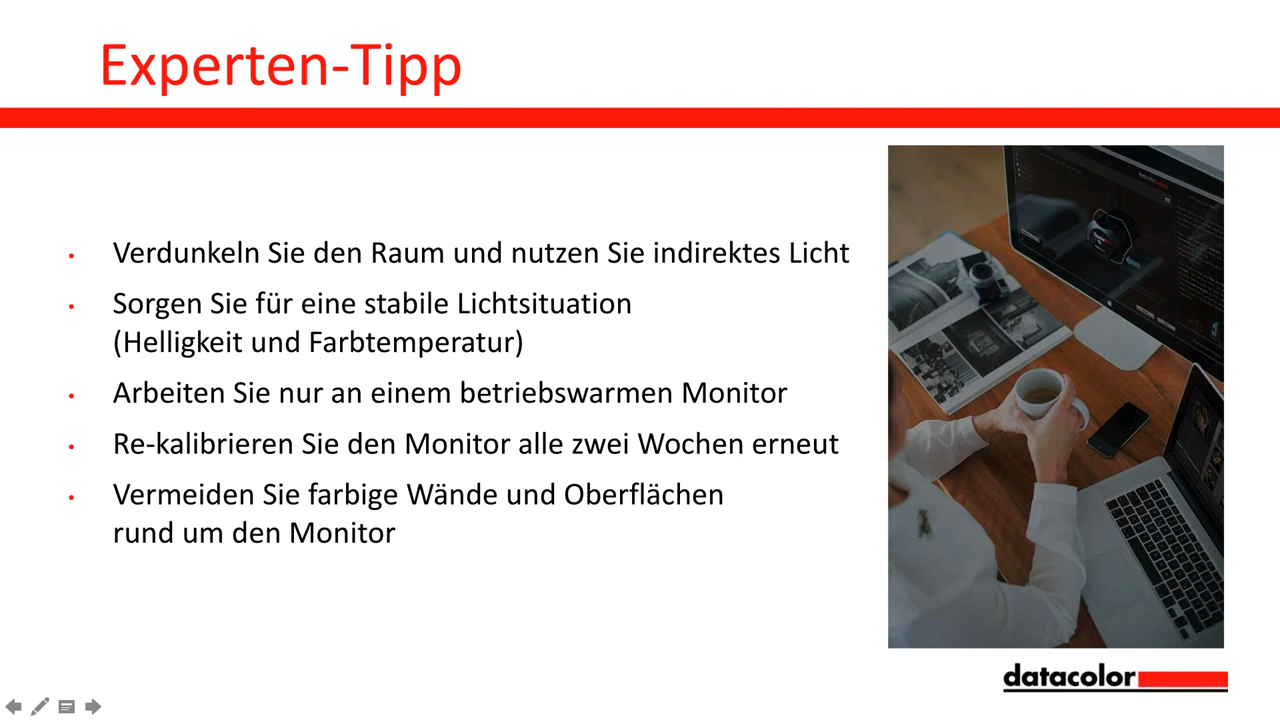 Experten-Tipp
Verdunkeln Sie den Raum und nutzen Sie indirektes Licht
Sorgen Sie für eine stabile Lichtsituation
(Helligkeit und Farbtemperatur)
Arbeiten Sie nur an einem betriebswarmen Monitor
Re-kalibrieren Sie den Monitor alle zwei Wochen erneut
Vermeiden Sie farbige Wände und Oberflächen
rund um den Monitor
datacolor